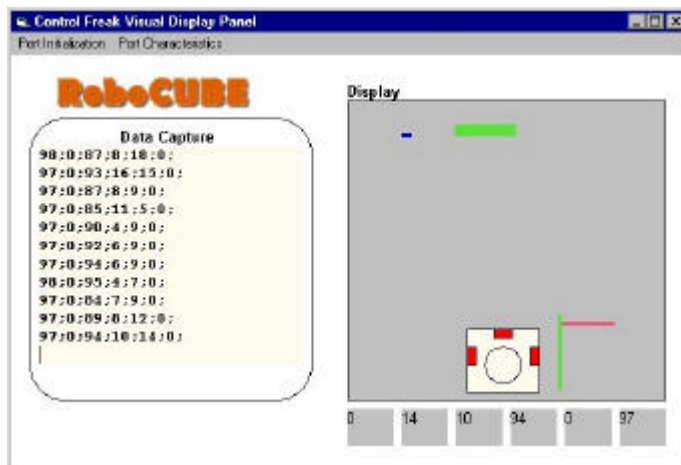 Control Freak Visual Display Panel
Port Initialization Port Characteristics
RoboCUBE
Data Capture
98;0;87;8;18;0;
97;0;93;16;15;0;
97;0;87;8;9;0;
97;0;85;11;5;0;
97;0;90;4;9;0;
97;0;92;6;9;0;
97;0;94;6;9;0;
98;0;95;4;7;0;
97;0;84;7;9;0;
97;0;89;8;12;0;
97;0;94;10;14;0;
Display
0 14 10 94 0 97